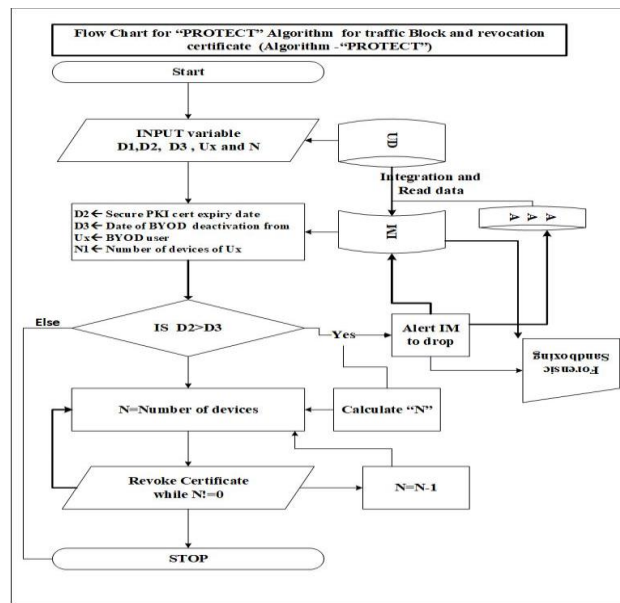 Flow Chart for “PROTECT” Algorithm for traffic Block and revocation
certificate (Algorithm -“PROTECT”)
Start
INPUT variable
D1,D2, D3 , Ux and N
UD
Integration and
Read data
D2← Secure PKI cert expiry date
D3← Date of BYOD deactivation from
Ux← BYOD user
N1← Number of devices of Ux
IM
A A A
Else
IS D2>D3
Yes
Alert IM
to drop
Forensic
Sandboxing
N=Number of devices
Calculate “N”
Revoke Certificate
while N!=0
N=N-1
STOP